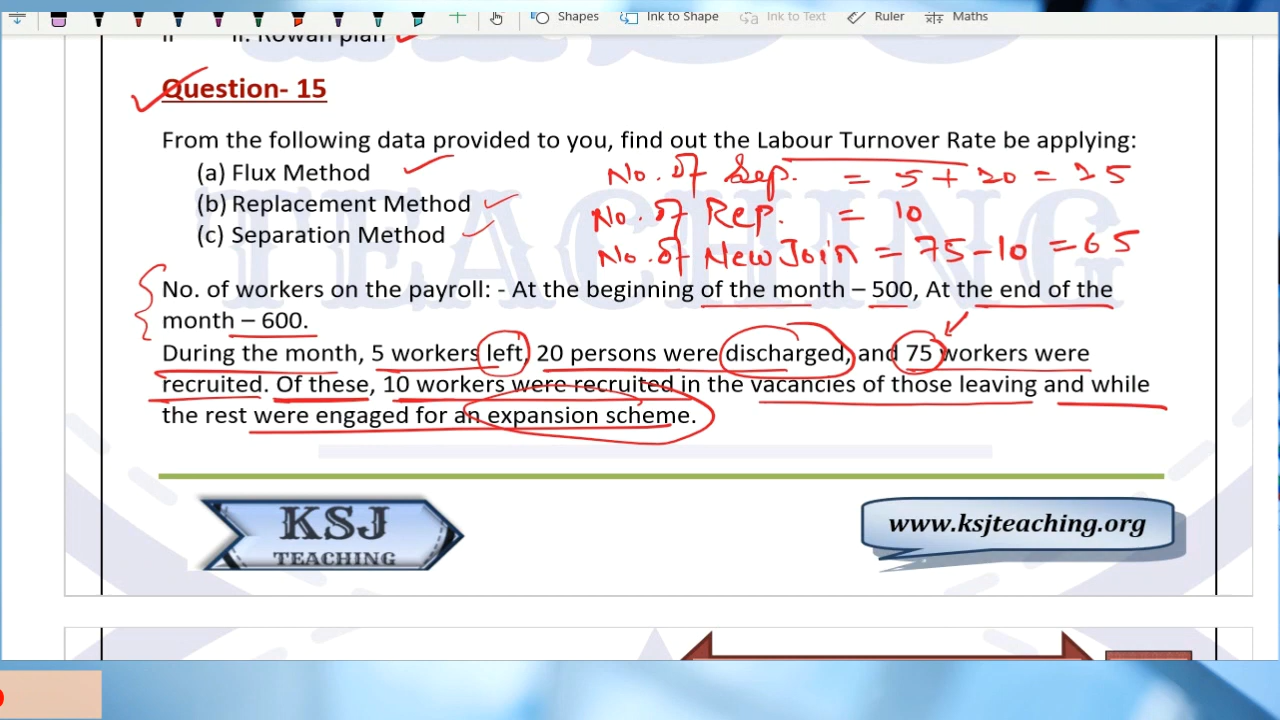 Shapes Ink to Shape Ink to Text Ruler Maths
ii. Rowan plan
Question- 15
From the following data provided to you, find out the Labour Turnover Rate be applying:
(a) Flux Method
(b) Replacement Method
(c) Separation Method
No. of Sep. = 5 + 20 = 25
No. of Rep. = 10
No. of New Join = 75 - 10 = 65
No. of workers on the payroll: - At the beginning of the month – 500, At the end of the
month – 600.
During the month, 5 workers left, 20 persons were discharged, and 75 workers were
recruited. Of these, 10 workers were recruited in the vacancies of those leaving and while
the rest were engaged for an expansion scheme.
KSJ
TEACHING
www.ksjteaching.org
TEACHING